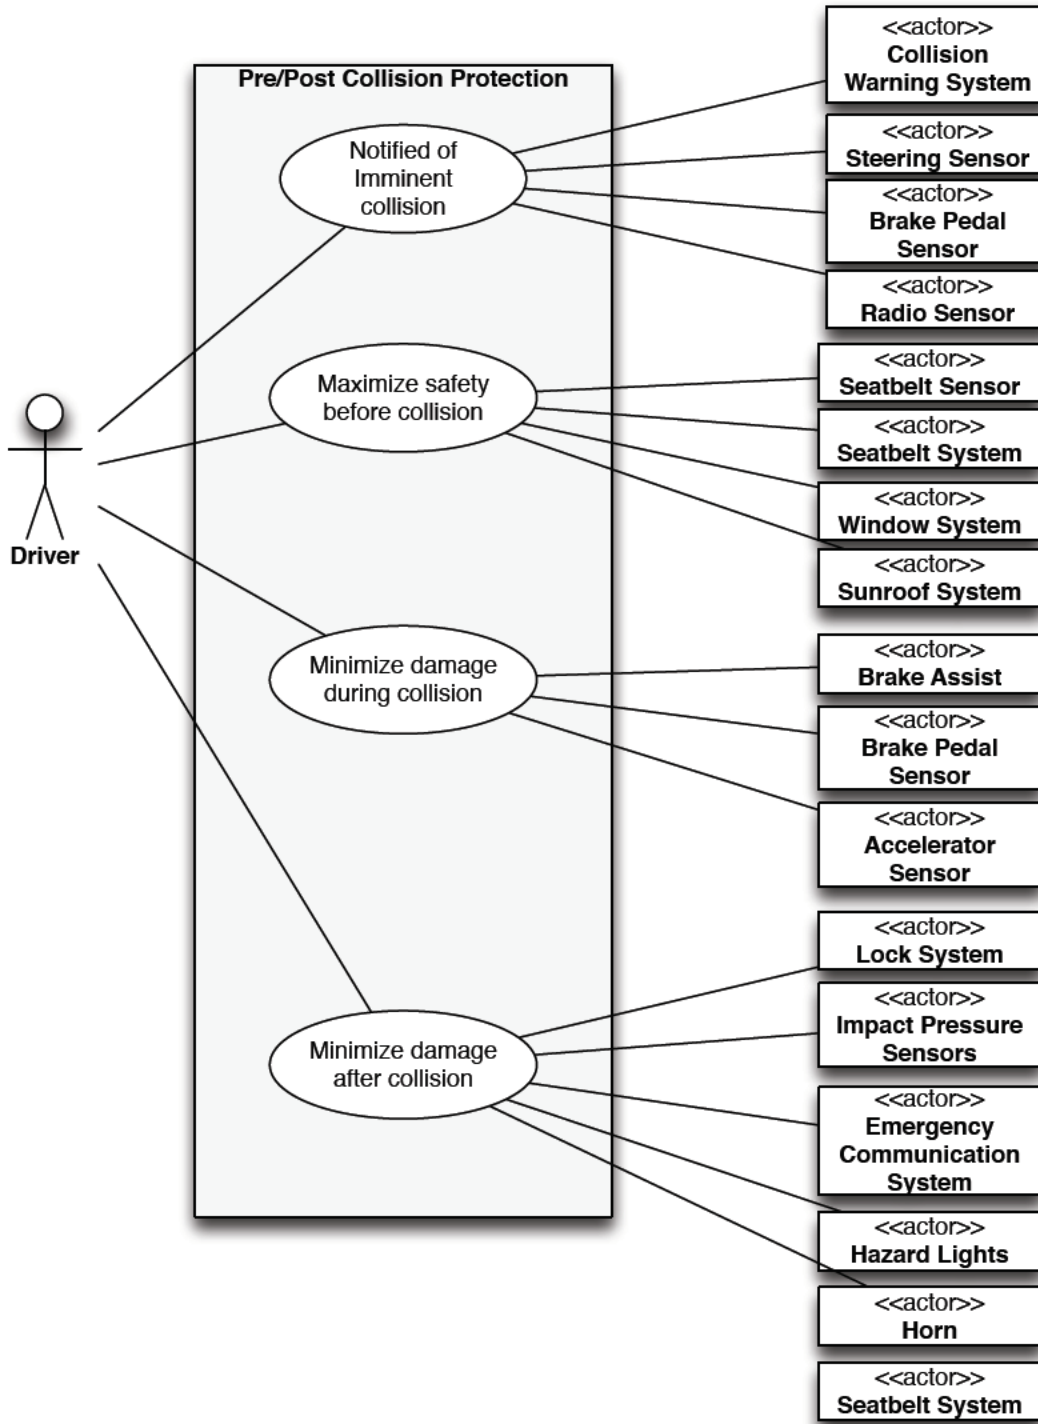 Pre/Post Collision Protection
Notified of
Imminent
collision
Maximize safety
before collision
Minimize damage
during collision
Minimize damage
after collision
Driver
<<actor>>
Collision
Warning System
<<actor>>
Steering Sensor
<<actor>>
Brake Pedal
Sensor
<<actor>>
Radio Sensor
<<actor>>
Seatbelt Sensor
<<actor>>
Seatbelt System
<<actor>>
Window System
<<actor>>
Sunroof System
<<actor>>
Brake Assist
<<actor>>
Brake Pedal
Sensor
<<actor>>
Accelerator
Sensor
<<actor>>
Lock System
<<actor>>
Impact Pressure
Sensors
<<actor>>
Emergency
Communication
System
<<actor>>
Hazard Lights
<<actor>>
Horn
<<actor>>
Seatbelt System